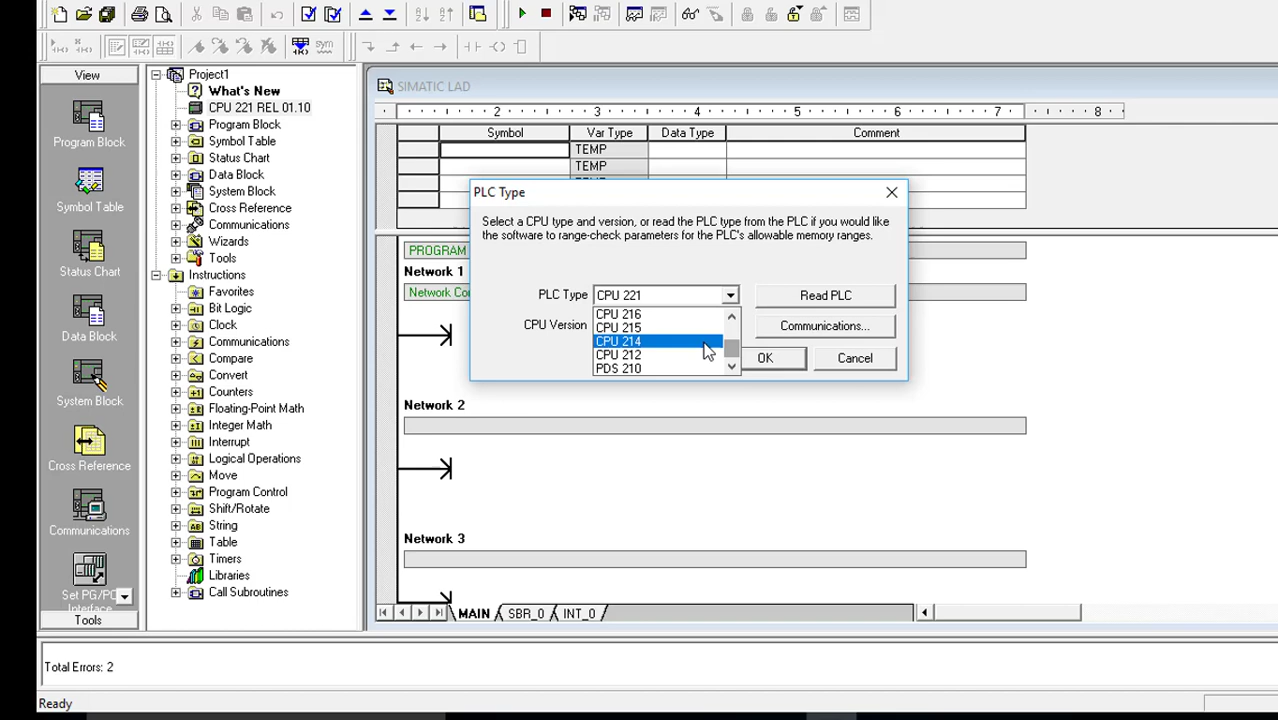 View
Program Block
Symbol Table
Status Chart
Data Block
System Block
Cross Reference
Communications
Set PG/PC
Interface
Tools
Project1
What's New
CPU 221 REL 01.10
Program Block
Symbol Table
Status Chart
Data Block
System Block
Cross Reference
Communications
Wizards
Tools
Instructions
Favorites
Bit Logic
Clock
Communications
Compare
Convert
Counters
Floating-Point Math
Integer Math
Interrupt
Logical Operations
Move
Program Control
Shift/Rotate
String
Table
Timers
Libraries
Call Subroutines
sym
SIMATIC LAD
2 3 4 5 6 7 8
Symbol Var Type Data Type Comment
TEMP
TEMP
PROGRAM
Network 1
Network Co
PLC Type
Select a CPU type and version, or read the PLC type from the PLC if you would like
the software to range-check parameters for the PLC's allowable memory ranges.
PLC Type CPU 221 Read PLC
CPU Version
CPU 216
CPU 215
CPU 214
CPU 212
PDS 210
Communications...
OK Cancel
Network 2
Network 3
MAIN SBR_0 INT_0
Total Errors: 2
Ready